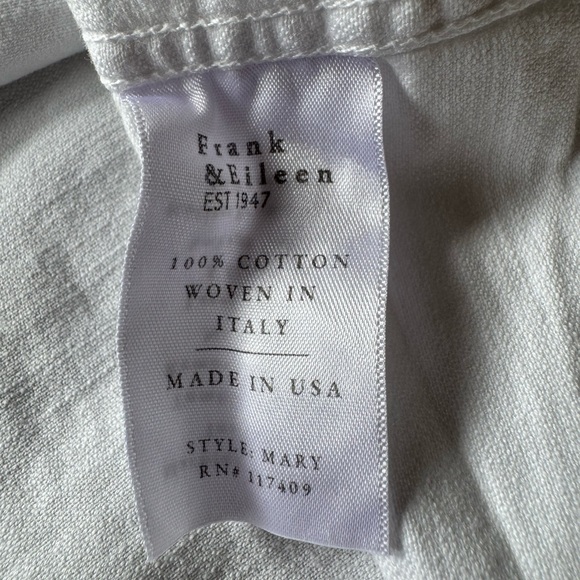 Frank
&Eileen
EST 1947
100% COTTON
WOVEN IN
ITALY
MADE IN USA
STYLE: MARY
RN# 117409